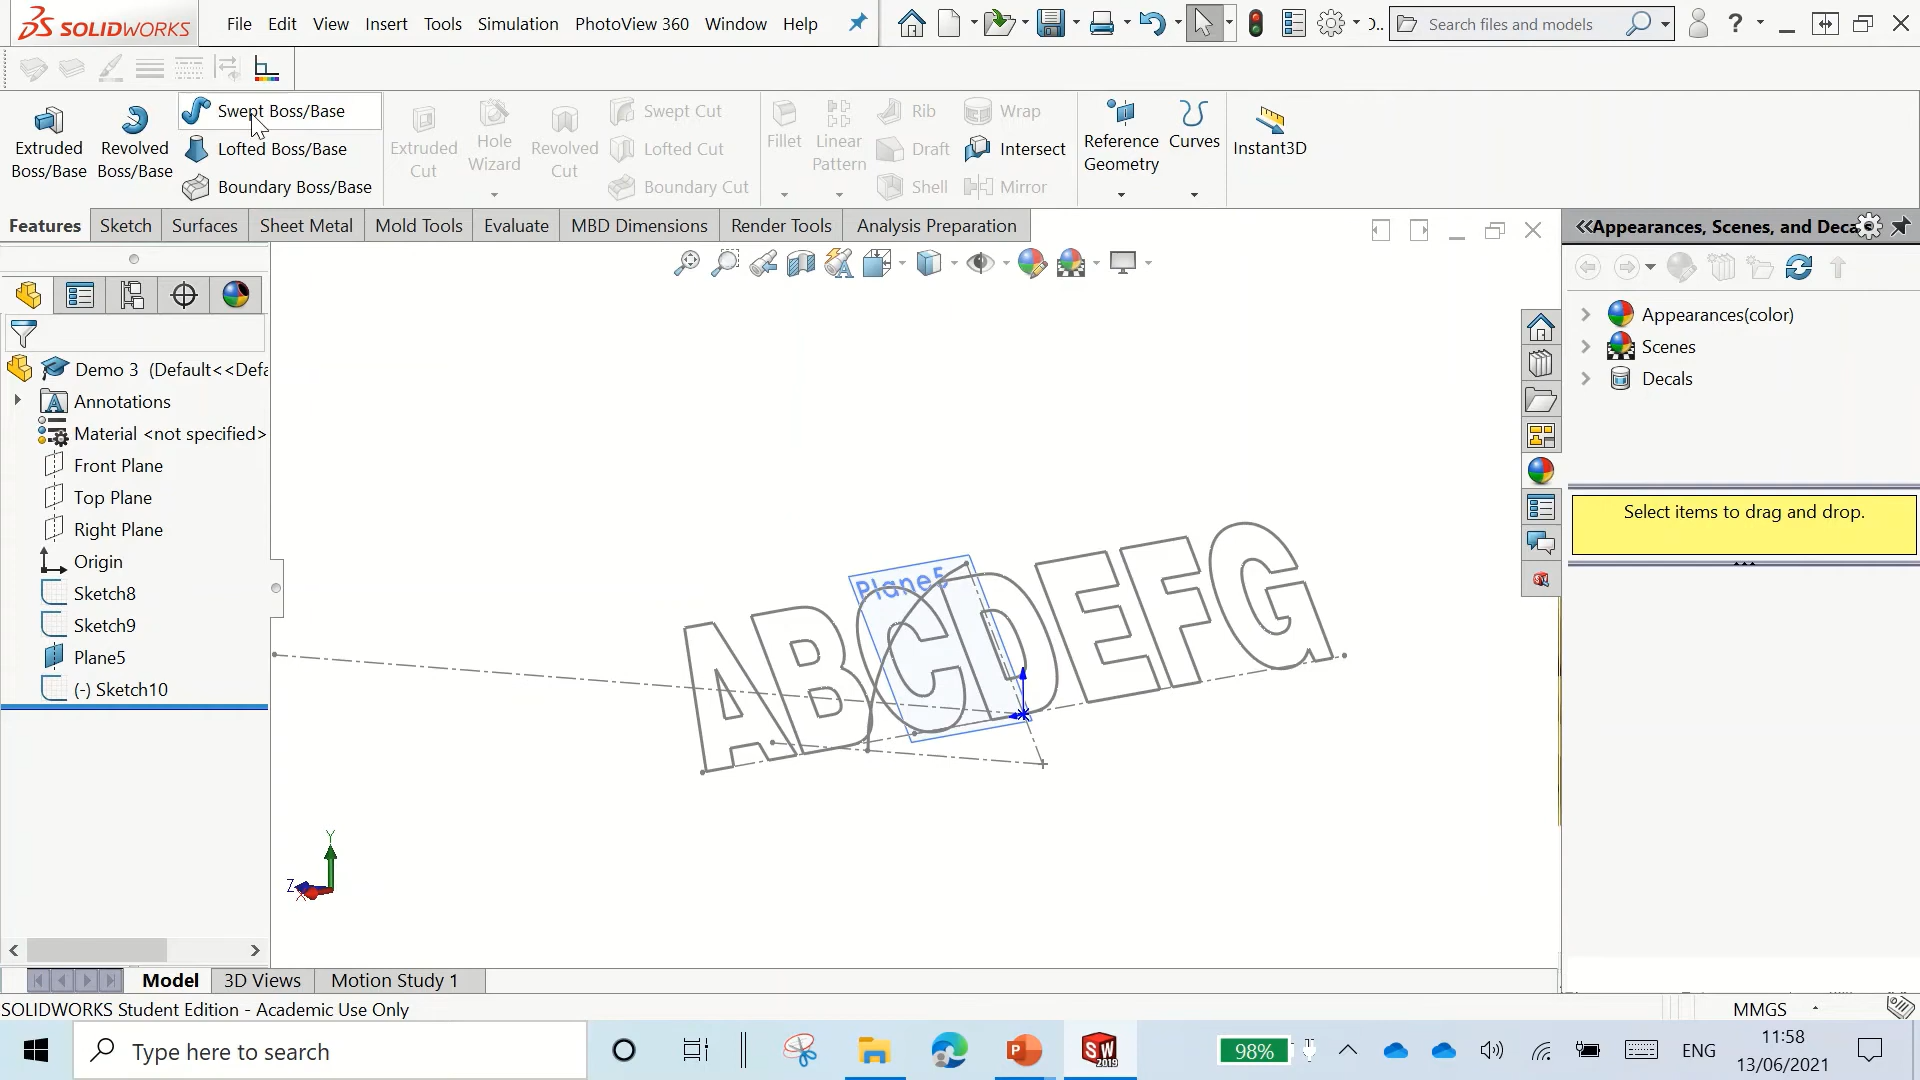 SOLIDWORKS
File Edit View Insert Tools Simulation PhotoView 360 Window Help
Search files and models
?
Extruded Boss/Base
Revolved Boss/Base
Swept Boss/Base
Lofted Boss/Base
Boundary Boss/Base
Extruded Cut
Hole Wizard
Revolved Cut
Swept Cut
Lofted Cut
Boundary Cut
Fillet
Linear Pattern
Rib
Draft
Shell
Wrap
Intersect
Mirror
Reference Geometry
Curves
Instant3D
Features Sketch Surfaces Sheet Metal Mold Tools Evaluate MBD Dimensions Render Tools Analysis Preparation
Appearances, Scenes, and Deca
Demo 3 (Default<<Defa
Annotations
Material <not specified>
Front Plane
Top Plane
Right Plane
Origin
Sketch8
Sketch9
Plane5
(-) Sketch10
Appearances(color)
Scenes
Decals
Select items to drag and drop.
Plane5
ABCDEFG
Y
Z
X
Model 3D Views Motion Study 1
SOLIDWORKS Student Edition - Academic Use Only
MMGS
Type here to search
98%
ENG
11:58
13/06/2021
P
SW
2019